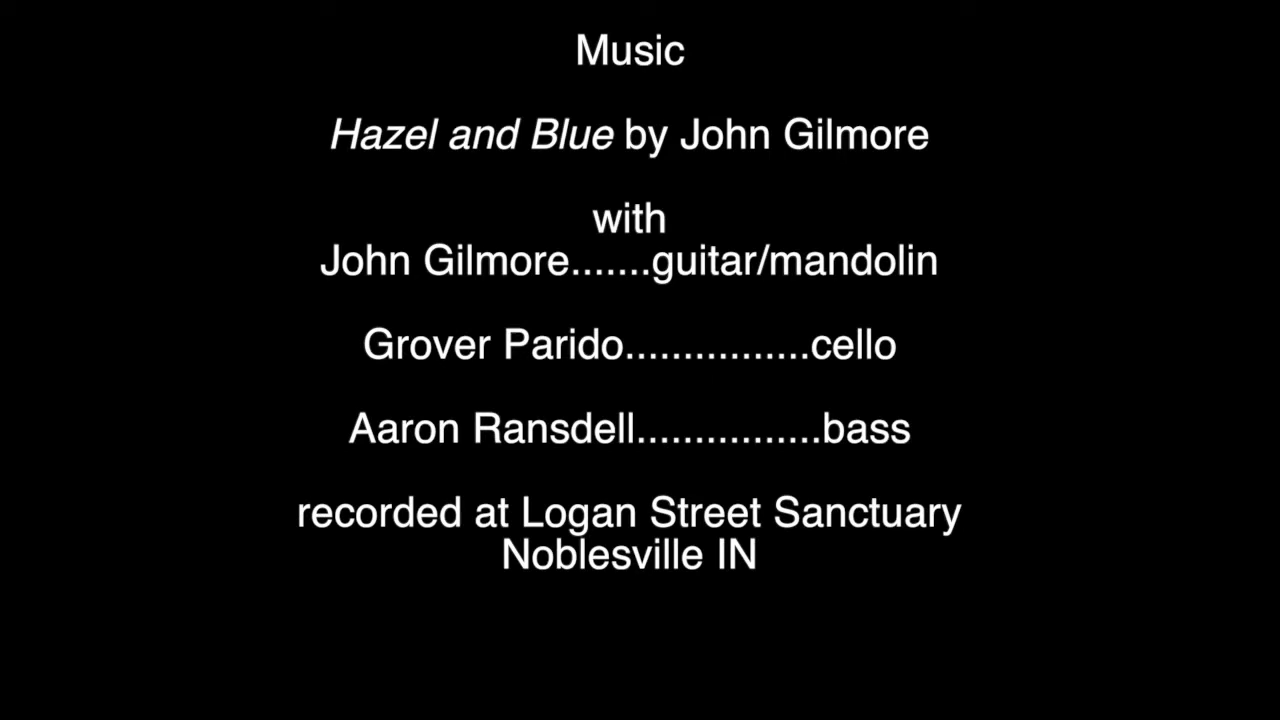 Music
Hazel and Blue by John Gilmore
with
John Gilmore.......guitar/mandolin
Grover Parido................cello
Aaron Ransdell................bass
recorded at Logan Street Sanctuary
Noblesville IN